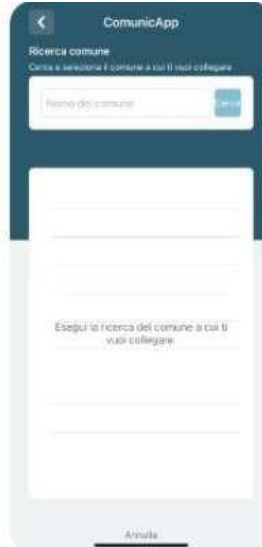 ComunicApp
Ricerca comune
Cerca e seleziona il comune a cui ti vuoi collegare
Nome del comune
Cerca
Esegui la ricerca del comune a cui ti
vuoi collegare
Annulla